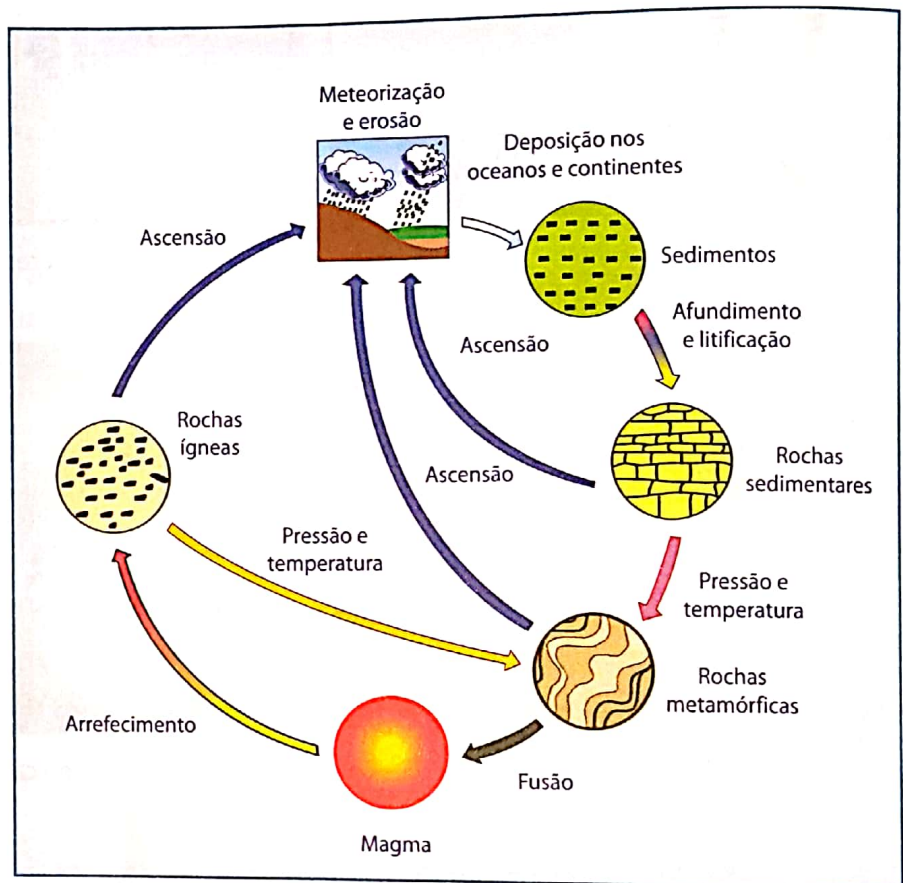 Meteorização
e erosão
Deposição nos
oceanos e continentes
Ascensão
Sedimentos
Afundimento
e litificação
Ascensão
Rochas
ígneas
Ascensão
Rochas
sedimentares
Pressão e
temperatura
Pressão e
temperatura
Rochas
metamórficas
Arrefecimento
Fusão
Magma